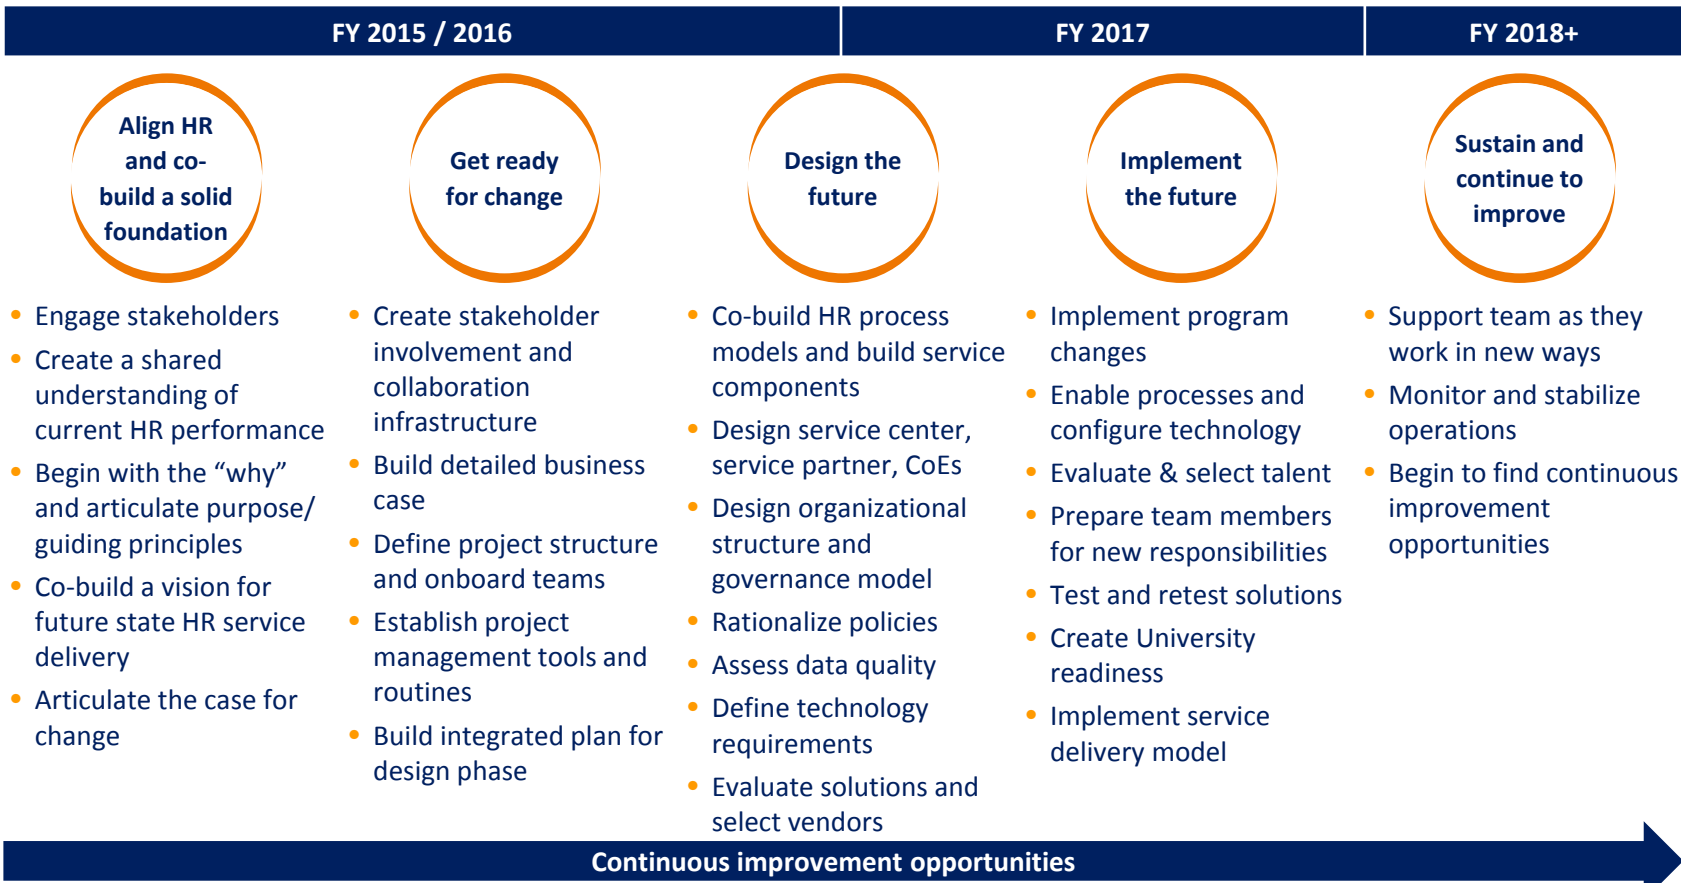 FY 2015 / 2016
FY 2017
FY 2018+
Align HR
and co-
build a solid
foundation
Get ready
for change
Design the
future
Implement
the future
Sustain and
continue to
improve
• Engage stakeholders
• Create a shared
understanding of
current HR performance
• Begin with the “why”
and articulate purpose/
guiding principles
• Co-build a vision for
future state HR service
delivery
• Articulate the case for
change
• Create stakeholder
involvement and
collaboration
infrastructure
• Build detailed business
case
• Define project structure
and onboard teams
• Establish project
management tools and
routines
• Build integrated plan for
design phase
• Co-build HR process
models and build service
components
• Design service center,
service partner, CoEs
• Design organizational
structure and
governance model
• Rationalize policies
• Assess data quality
• Define technology
requirements
• Evaluate solutions and
select vendors
• Implement program
changes
• Enable processes and
configure technology
• Evaluate & select talent
• Prepare team members
for new responsibilities
• Test and retest solutions
• Create University
readiness
• Implement service
delivery model
• Support team as they
work in new ways
• Monitor and stabilize
operations
• Begin to find continuous
improvement
opportunities
Continuous improvement opportunities